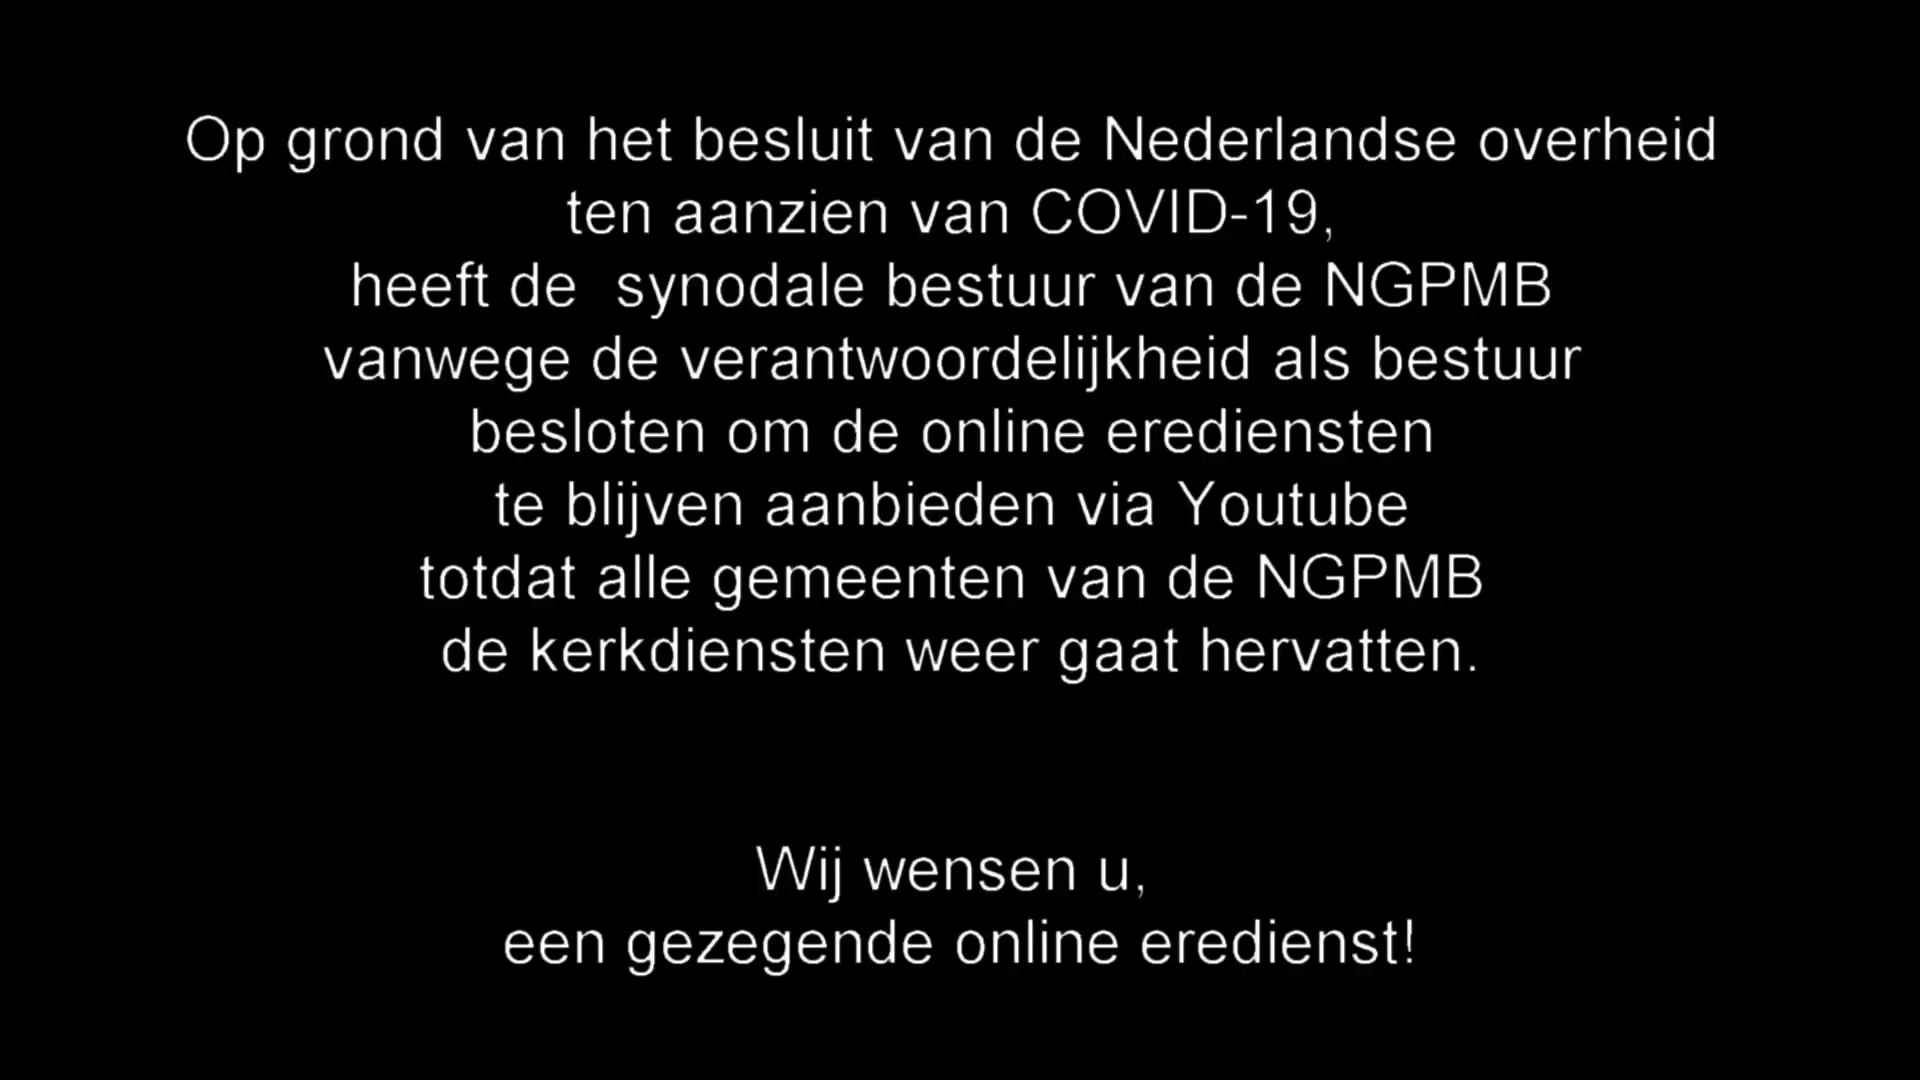 Op grond van het besluit van de Nederlandse overheid
ten aanzien van COVID-19,
heeft de  synodale bestuur van de NGPMB
vanwege de verantwoordelijkheid als bestuur
besloten om de online erediensten
te blijven aanbieden via Youtube
totdat alle gemeenten van de NGPMB
de kerkdiensten weer gaat hervatten.
Wij wensen u,
een gezegende online eredienst!